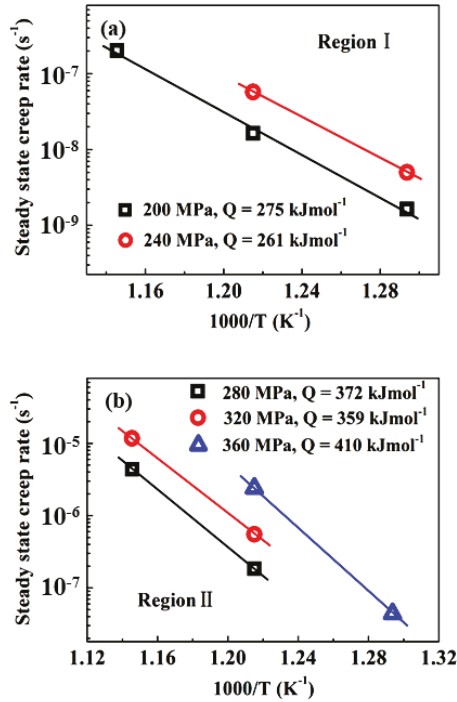 (a)
Region Ⅰ
Steady state creep rate (s⁻¹)
10⁻⁷
10⁻⁸
10⁻⁹
200 MPa, Q = 275 kJmol⁻¹
240 MPa, Q = 261 kJmol⁻¹
1.16 1.20 1.24 1.28
1000/T (K⁻¹)
(b)
280 MPa, Q = 372 kJmol⁻¹
320 MPa, Q = 359 kJmol⁻¹
360 MPa, Q = 410 kJmol⁻¹
Steady state creep rate (s⁻¹)
10⁻⁵
10⁻⁶
10⁻⁷
Region Ⅱ
1.12 1.16 1.20 1.24 1.28 1.32
1000/T (K⁻¹)